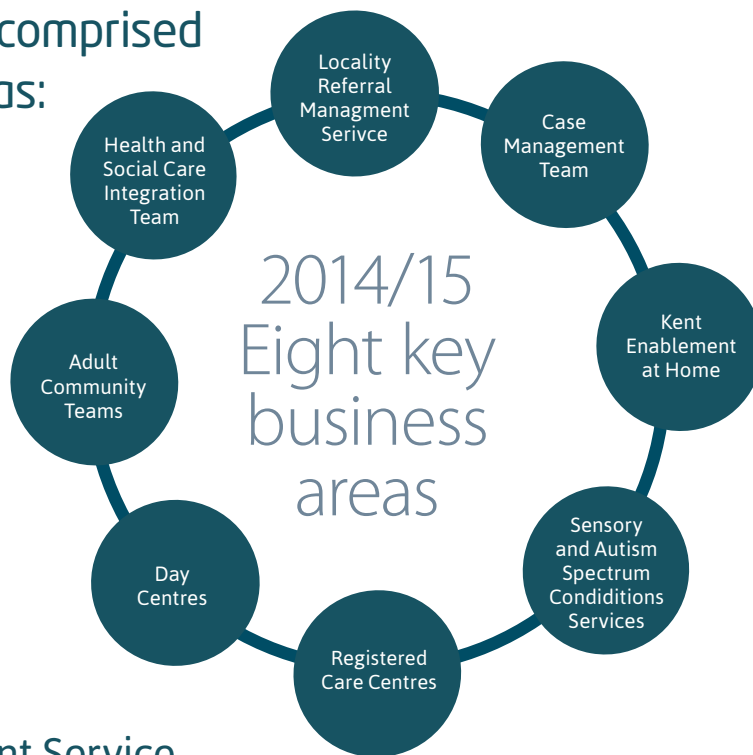 comprised
as:
Locality
Referral
Managment
Serivce
Case
Management
Team
Kent
Enablement
at Home
Sensory
and Autism
Spectrum
Condiditions
Services
Registered
Care Centres
Day
Centres
Adult
Community
Teams
Health and
Social Care
Integration
Team
2014/15
Eight key
business
areas
nt Service